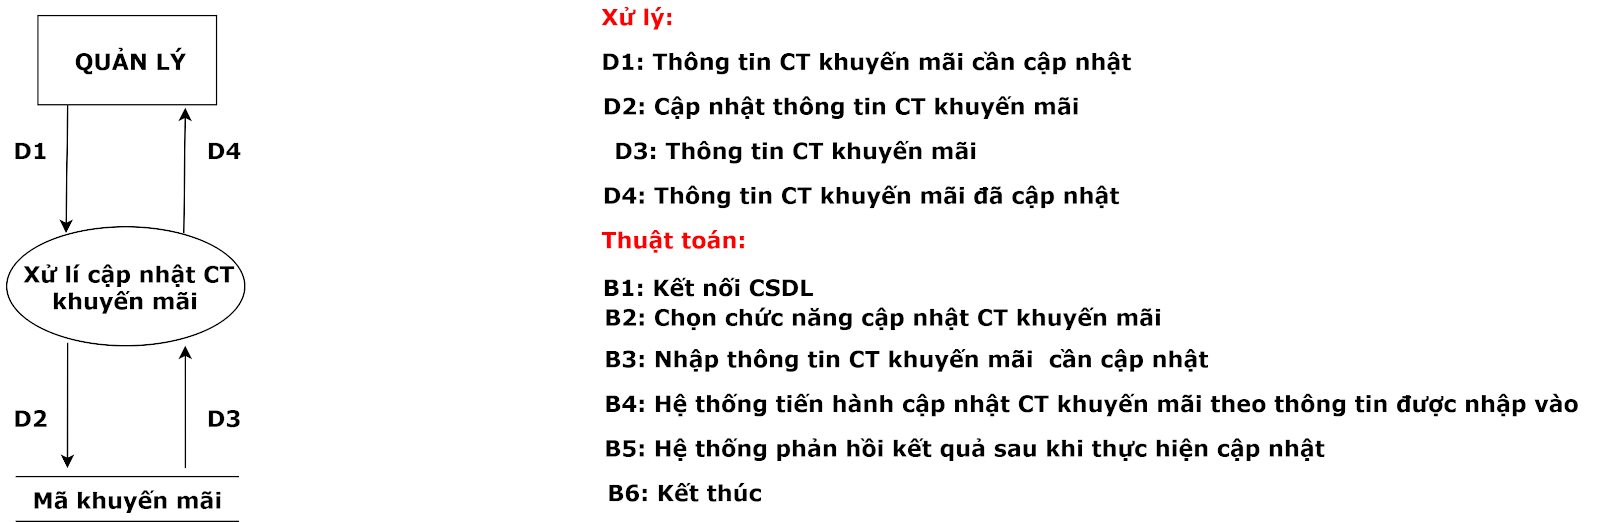 QUẢN LÝ
D1
D4
Xử lí cập nhật CT
khuyến mãi
D2
D3
Mã khuyến mãi
Xử lý:
D1: Thông tin CT khuyến mãi cần cập nhật
D2: Cập nhật thông tin CT khuyến mãi
D3: Thông tin CT khuyến mãi
D4: Thông tin CT khuyến mãi đã cập nhật
Thuật toán:
B1: Kết nối CSDL
B2: Chọn chức năng cập nhật CT khuyến mãi
B3: Nhập thông tin CT khuyến mãi  cần cập nhật
B4: Hệ thống tiến hành cập nhật CT khuyến mãi theo thông tin được nhập vào
B5: Hệ thống phản hồi kết quả sau khi thực hiện cập nhật
B6: Kết thúc